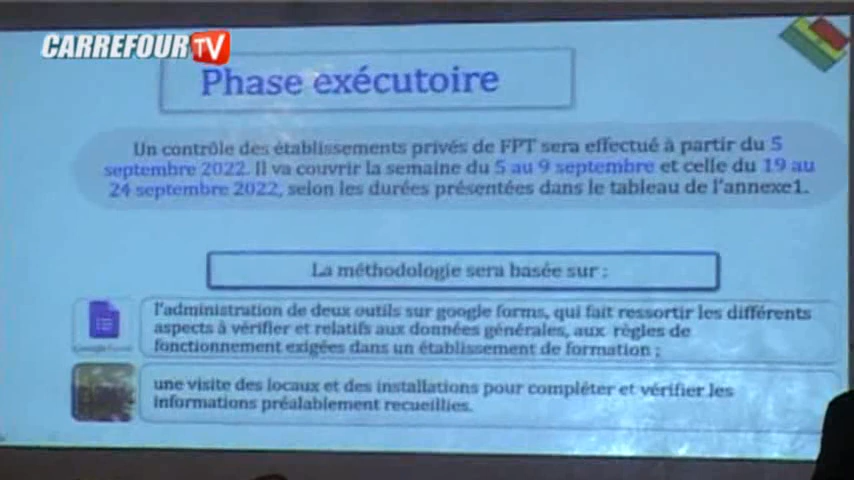 CARREFOUR TV
Phase exécutoire
Un contrôle des établissements privés de FPT sera effectué à partir du 5
septembre 2022. Il va couvrir la semaine du 5 au 9 septembre et celle du 19 au
24 septembre 2022, selon les durées présentées dans le tableau de l'annexe1.
La méthodologie sera basée sur :
l'administration de deux outils sur google forms, qui fait ressortir les différents
aspects à vérifier et relatifs aux données générales, aux règles de
fonctionnement exigées dans un établissement de formation ;
une visite des locaux et des installations pour compléter et vérifier les
informations préalablement recueillies.